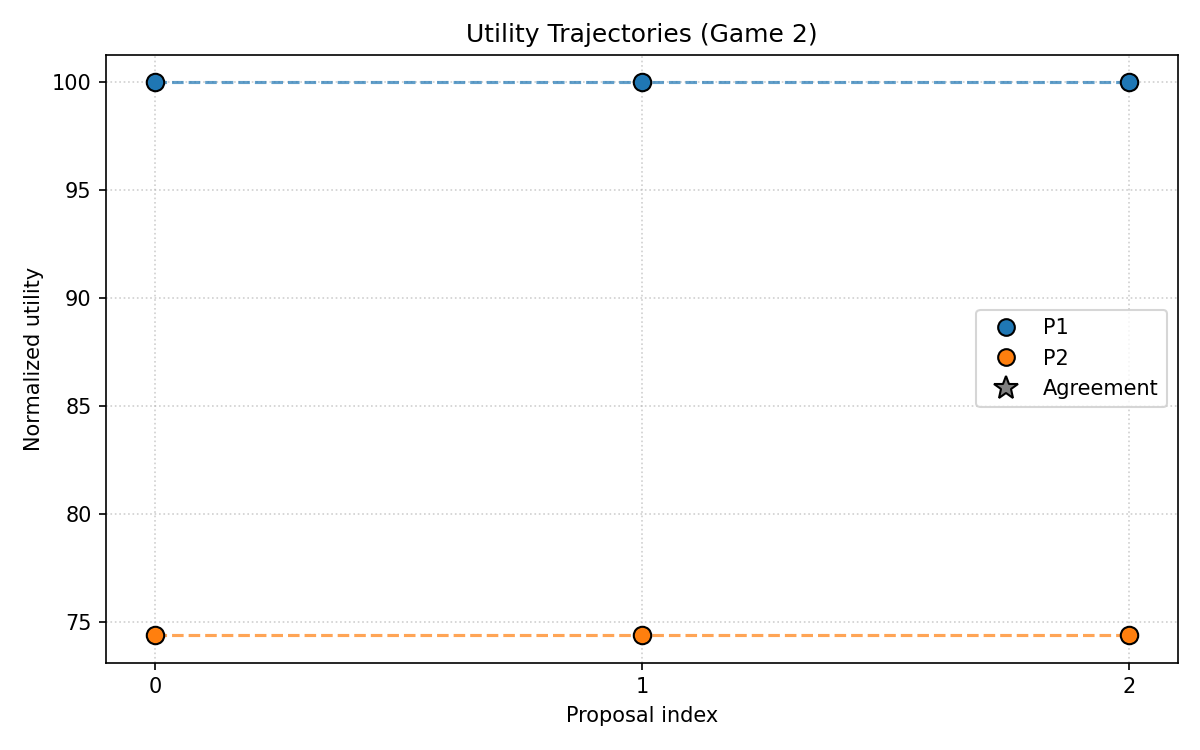 Utility Trajectories (Game 2)
Normalized utility
100
95
90
85
80
75
P1
P2
Agreement
0 1 2
Proposal index